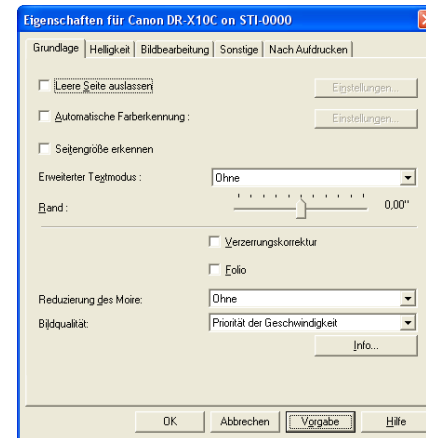 Eigenschaften für Canon DR-X10C on STI-0000
Grundlage Helligkeit Bildbearbeitung Sonstige Nach Aufdrucken
Leere Seite auslassen Einstellungen...
Automatische Farberkennung : Einstellungen...
Seitengröße erkennen
Erweiterter Textmodus : Ohne
Rand : 0,00"
Verzerrungskorrektur
Folio
Reduzierung des Moire: Ohne
Bildqualität: Priorität der Geschwindigkeit
Info...
OK Abbrechen Vorgabe Hilfe